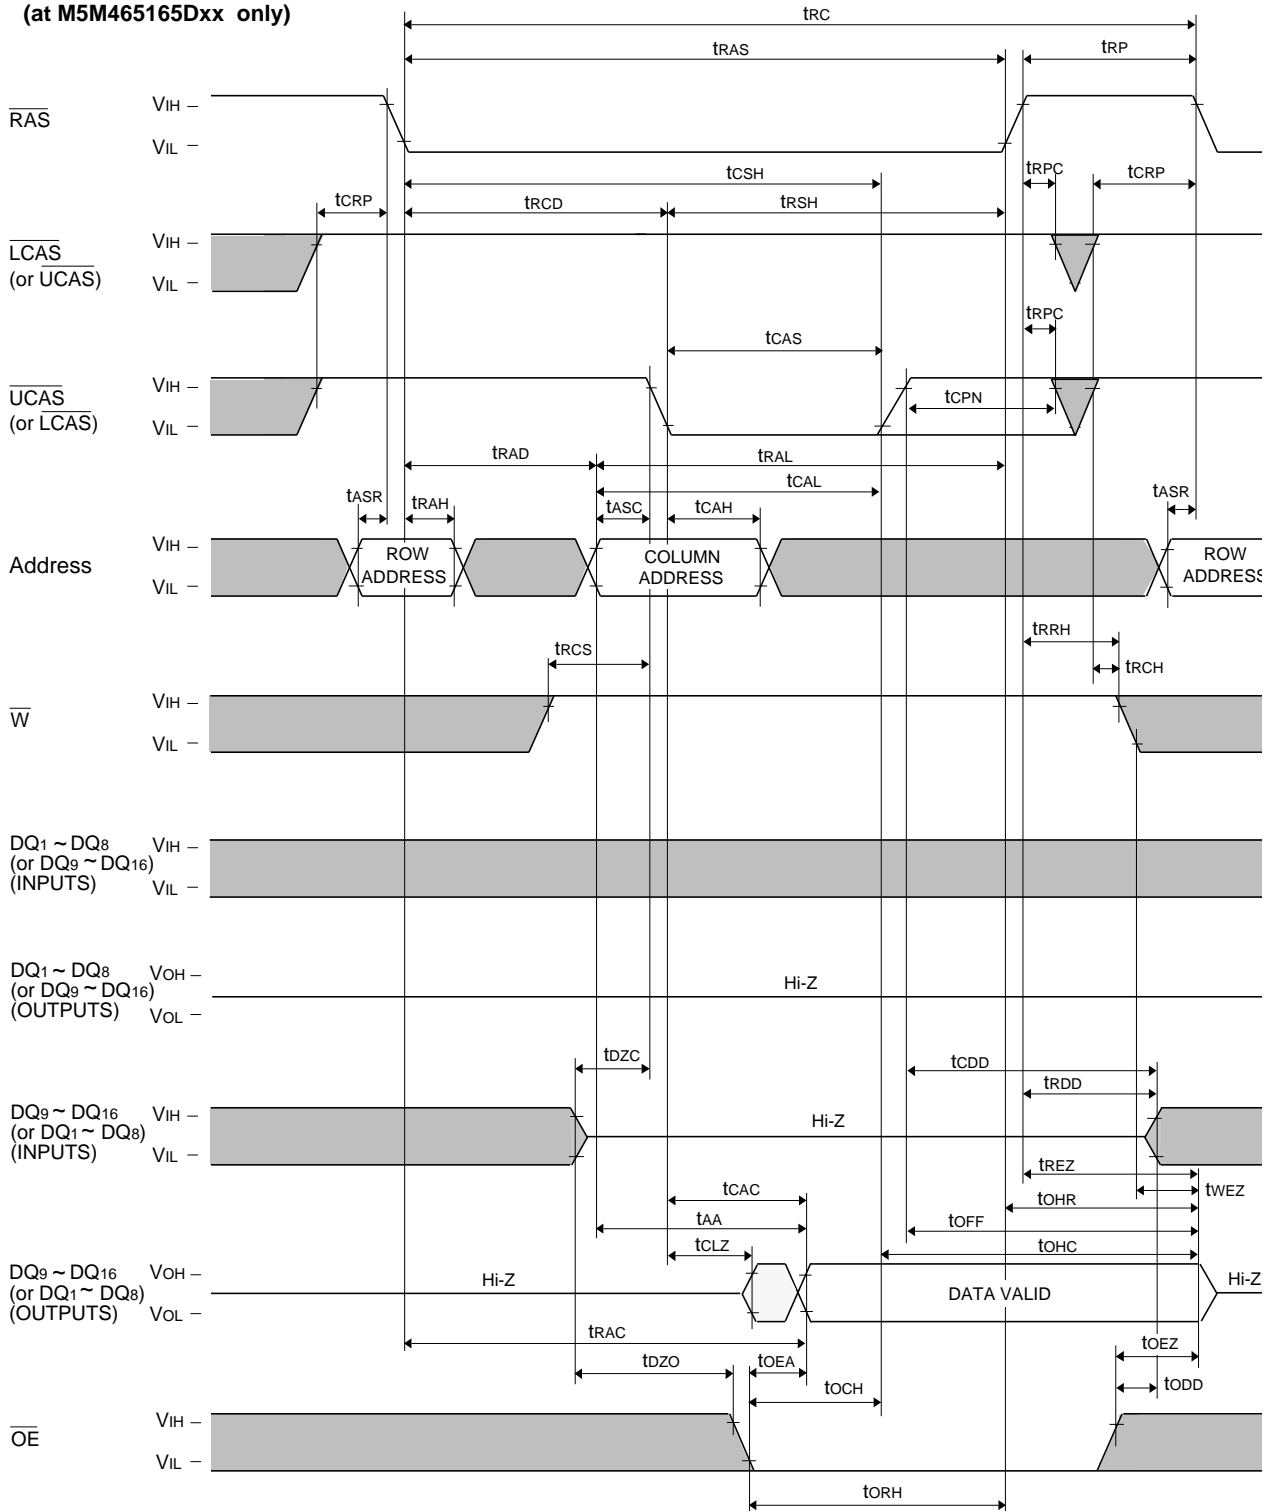 (at M5M465165Dxx only)
tRC
tRAS
tRP
RAS
VIH
VIL
tCSH
tRPC
tCRP
tCRP
tRCD
tRSH
LCAS
(or UCAS)
VIH
VIL
tRPC
tCAS
UCAS
(or LCAS)
VIH
VIL
tCPN
tRAD
tRAL
tCAL
tASR
tRAH
tASC
tCAH
tASR
Address
VIH
VIL
ROW
ADDRESS
COLUMN
ADDRESS
ROW
ADDRESS
tRRH
tRCS
tRCH
W
VIH
VIL
DQ1 ~ DQ8
(or DQ9 ~ DQ16)
(INPUTS)
VIH
VIL
DQ1 ~ DQ8
(or DQ9 ~ DQ16)
(OUTPUTS)
VOH
VOL
Hi-Z
tDZC
tCDD
tRDD
DQ9 ~ DQ16
(or DQ1 ~ DQ8)
(INPUTS)
VIH
VIL
Hi-Z
tREZ
tCAC
tWEZ
tOHR
tAA
tOFF
tCLZ
tOHC
DQ9 ~ DQ16
(or DQ1 ~ DQ8)
(OUTPUTS)
VOH
VOL
Hi-Z
DATA VALID
Hi-Z
tRAC
tOEZ
tDZO
tOEA
tOCH
tODD
OE
VIH
VIL
tORH